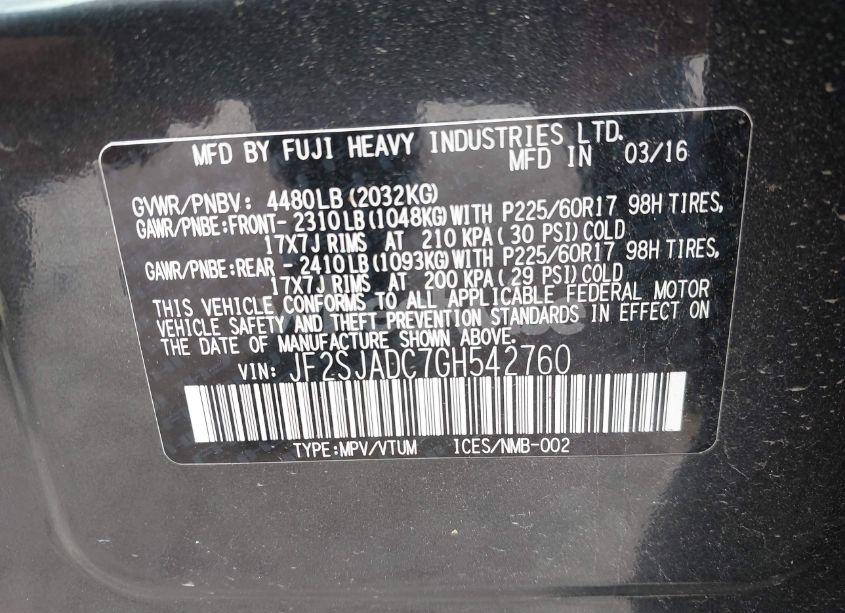 MFD BY FUJI HEAVY INDUSTRIES LTD.
MFD IN 03/16
GVWR/PNBV: 4480LB (2032KG)
GAWR/PNBE:FRONT- 2310LB (1048KG) WITH P225/60R17 98H TIRES,
17X7J RIMS AT 210 KPA ( 30 PSI) COLD
GAWR/PNBE:REAR - 2410LB (1093KG) WITH P225/60R17 98H TIRES,
17X7J RIMS AT 200 KPA ( 29 PSI) COLD
THIS VEHICLE CONFORMS TO ALL APPLICABLE FEDERAL MOTOR
VEHICLE SAFETY AND THEFT PREVENTION STANDARDS IN EFFECT ON
THE DATE OF MANUFACTURE SHOWN ABOVE.
VIN: JF2SJADC7GH542760
TYPE:MPV/VTUM ICES/NMB-002